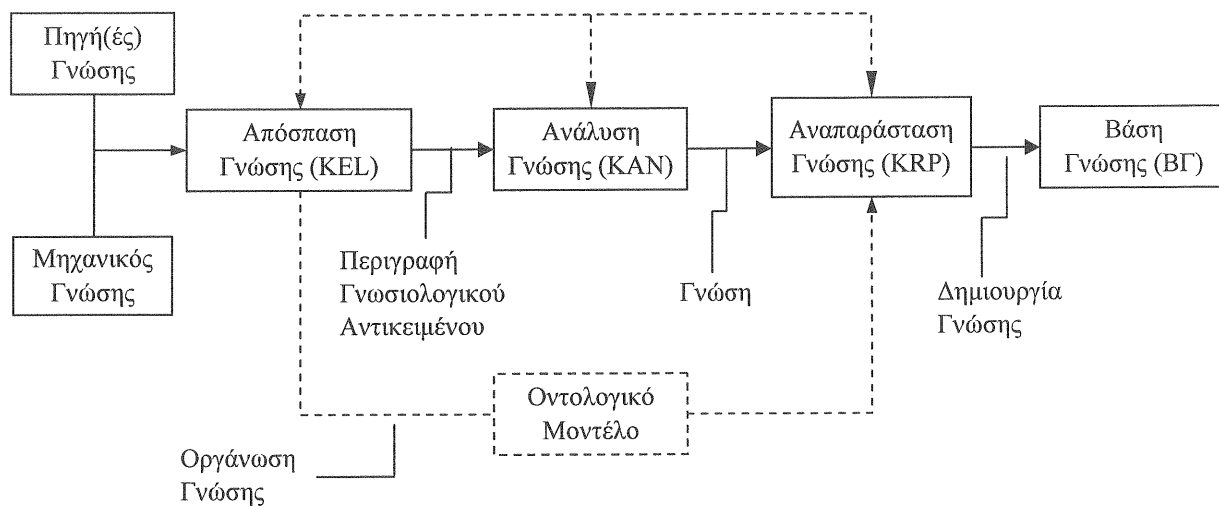 Πηγή(ές)
Γνώσης
Απόσπαση
Γνώσης (KEL)
Ανάλυση
Γνώσης (KAN)
Αναπαράσταση
Γνώσης (KRP)
Βάση
Γνώσης (ΒΓ)
Μηχανικός
Γνώσης
Περιγραφή
Γνωσιολογικού
Αντικειμένου
Γνώση
Δημιουργία
Γνώσης
Οντολογικό
Μοντέλο
Οργάνωση
Γνώσης